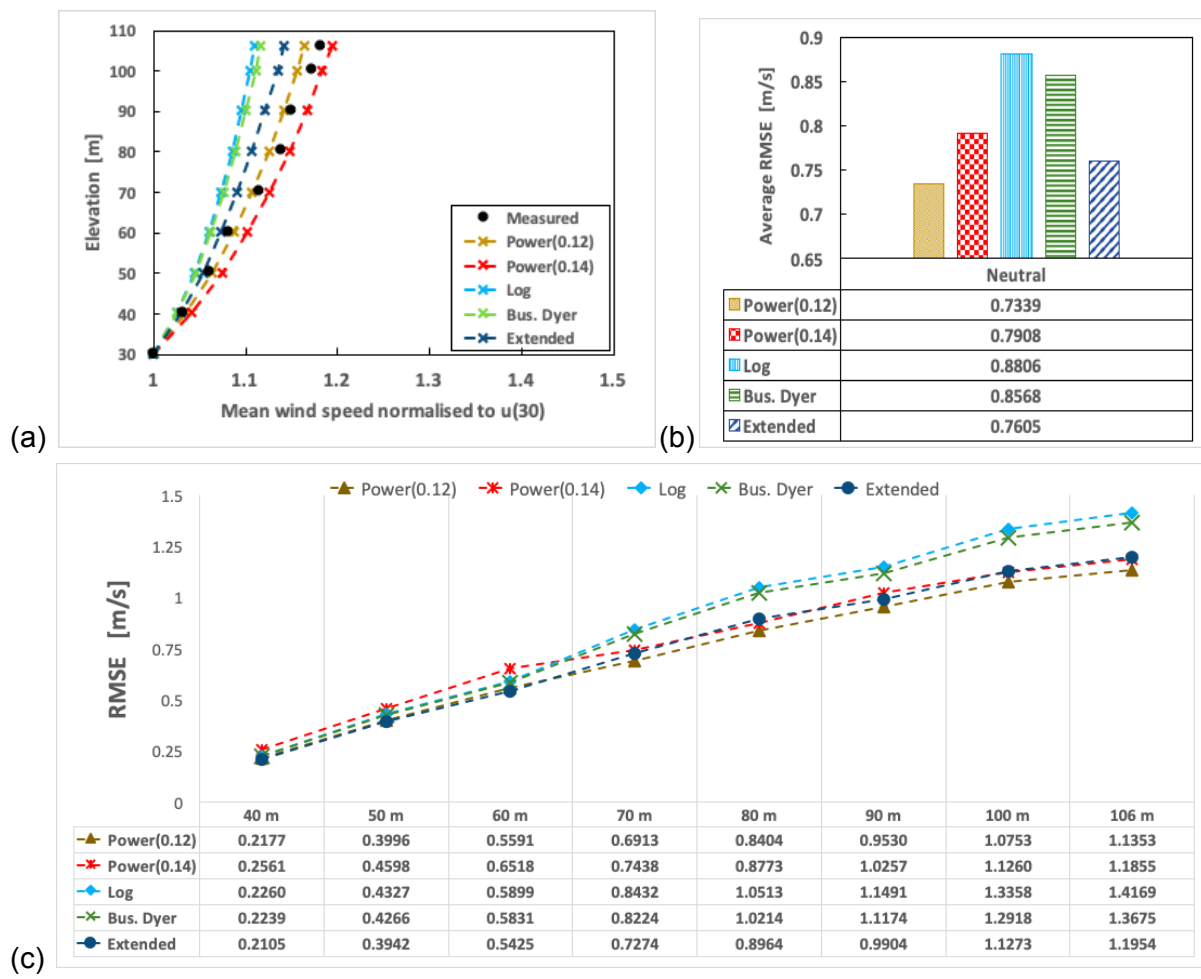 110
100
90
80
70
60
50
40
30
Elevation [m]
Measured
Power(0.12)
Power(0.14)
Log
Bus. Dyer
Extended
1 1.1 1.2 1.3 1.4 1.5
Mean wind speed normalised to u(30)
(a)
0.9
0.85
0.8
0.75
0.7
0.65
Average RMSE [m/s]
Neutral
Power(0.12) 0.7339
Power(0.14) 0.7908
Log 0.8806
Bus. Dyer 0.8568
Extended 0.7605
(b)
Power(0.12) Power(0.14) Log Bus. Dyer Extended
1.5
1.25
1
0.75
0.5
0.25
0
RMSE [m/s]
40 m 50 m 60 m 70 m 80 m 90 m 100 m 106 m
Power(0.12) 0.2177 0.3996 0.5591 0.6913 0.8404 0.9530 1.0753 1.1353
Power(0.14) 0.2561 0.4598 0.6518 0.7438 0.8773 1.0257 1.1260 1.1855
Log 0.2260 0.4327 0.5899 0.8432 1.0513 1.1491 1.3358 1.4169
Bus. Dyer 0.2239 0.4266 0.5831 0.8224 1.0214 1.1174 1.2918 1.3675
Extended 0.2105 0.3942 0.5425 0.7274 0.8964 0.9904 1.1273 1.1954
(c)